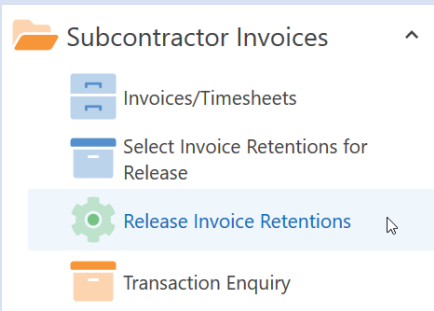 Subcontractor Invoices
Invoices/Timesheets
Select Invoice Retentions for
Release
Release Invoice Retentions
Transaction Enquiry